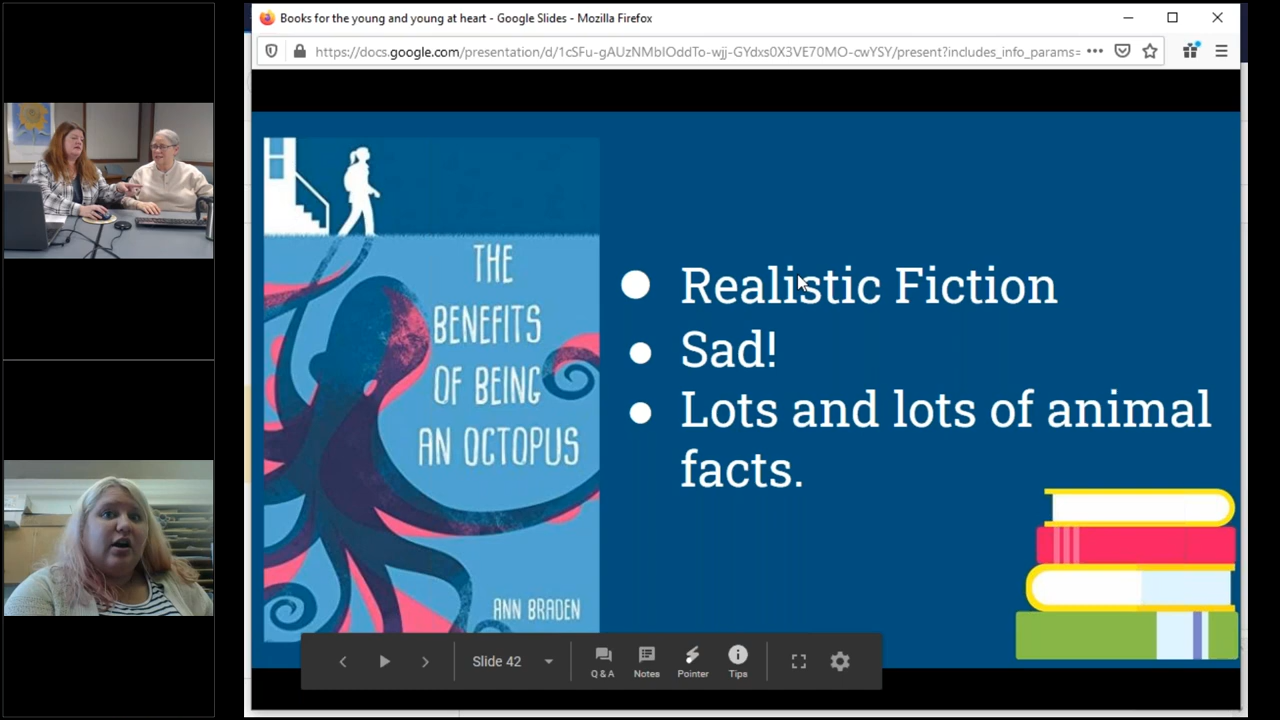 Books for the young and young at heart - Google Slides - Mozilla Firefox
https://docs.google.com/presentation/d/1cSFu-gAUzNMbIOddTo-wjj-GYdxs0X3VE70MO-cwYSY/present?includes_info_params=
THE
BENEFITS
OF BEING
AN OCTOPUS
ANN BRADEN
● Realistic Fiction
● Sad!
● Lots and lots of animal
facts.
Slide 42
Q & A
Notes
Pointer
Tips